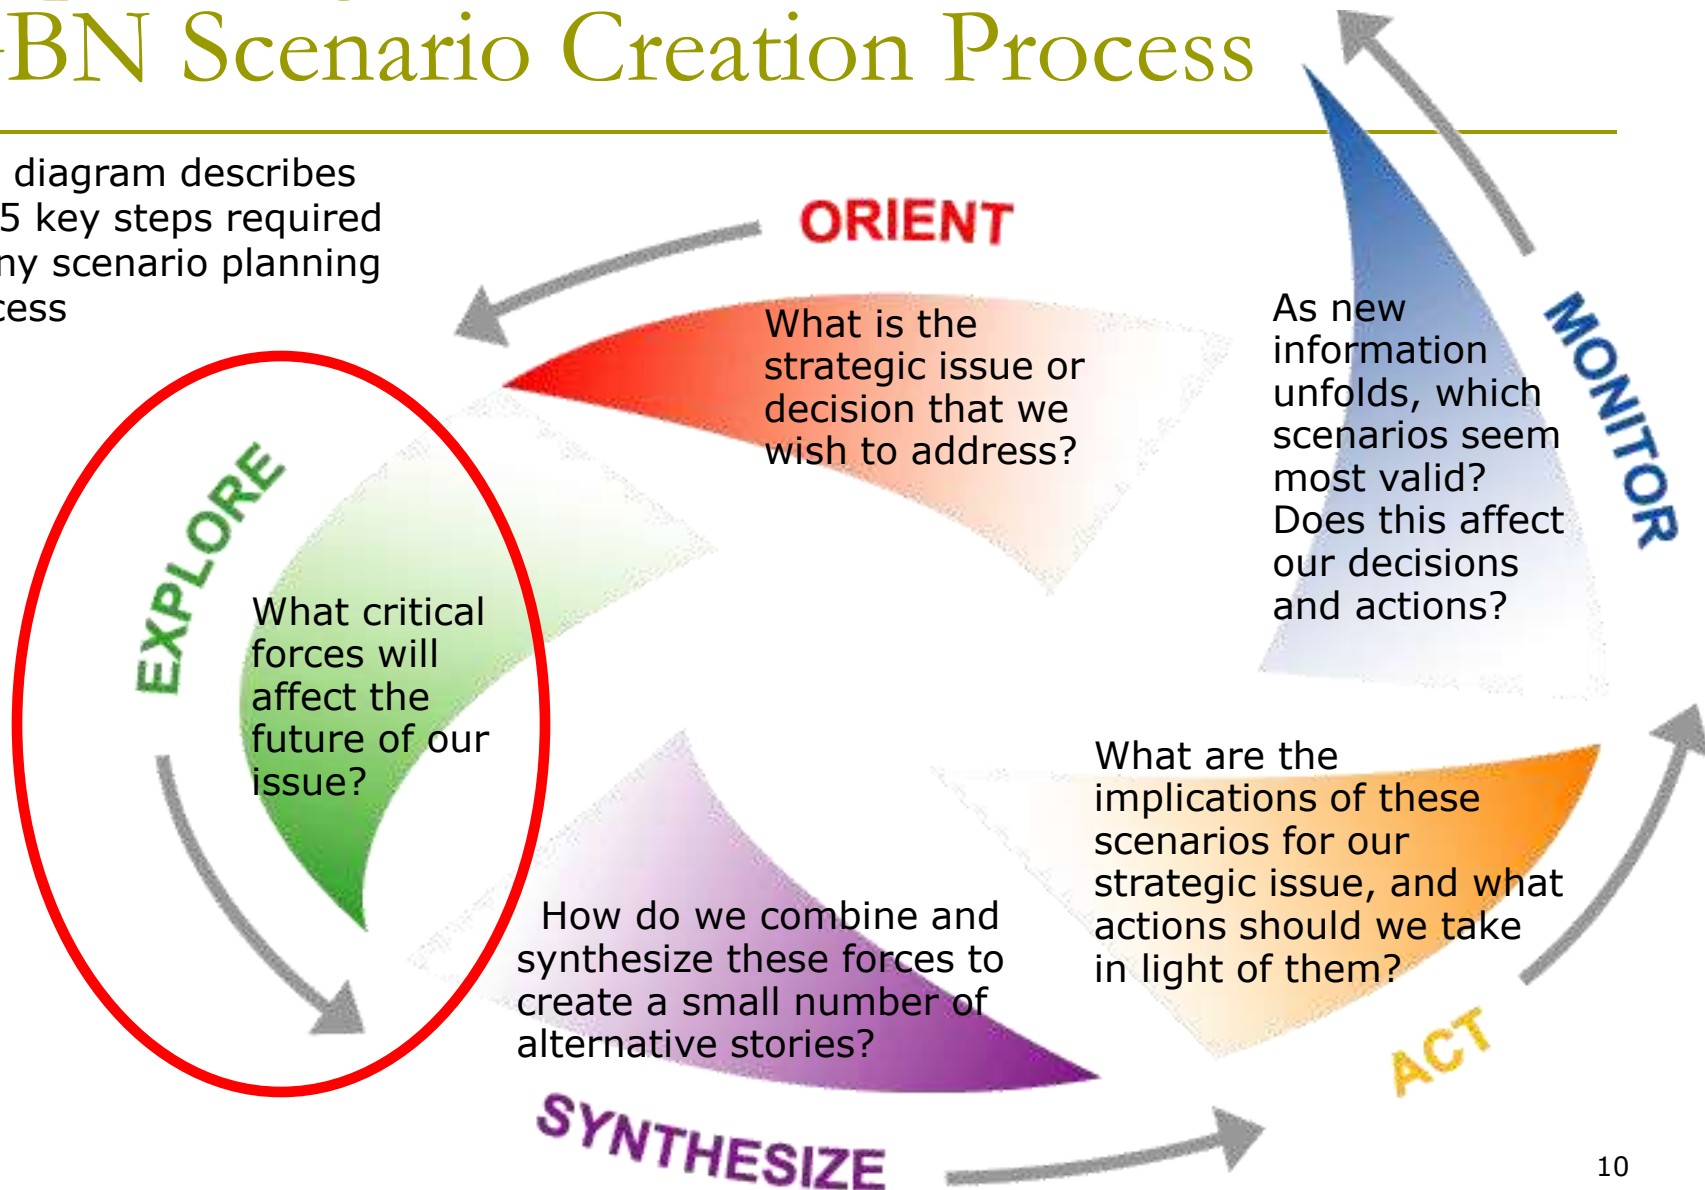 BN Scenario Creation Process
diagram describes
5 key steps required
ny scenario planning
cess
ORIENT
What is the
strategic issue or
decision that we
wish to address?
EXPLORE
What critical
forces will
affect the
future of our
issue?
SYNTHESIZE
How do we combine and
synthesize these forces to
create a small number of
alternative stories?
ACT
What are the
implications of these
scenarios for our
strategic issue, and what
actions should we take
in light of them?
MONITOR
As new
information
unfolds, which
scenarios seem
most valid?
Does this affect
our decisions
and actions?
10